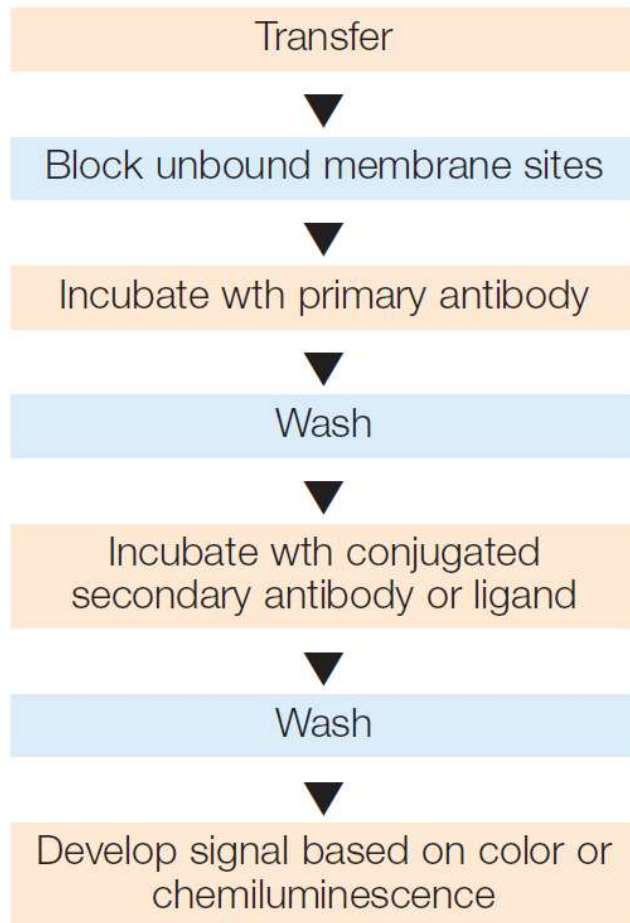 Transfer
Block unbound membrane sites
Incubate wth primary antibody
Wash
Incubate wth conjugated
secondary antibody or ligand
Wash
Develop signal based on color or
chemiluminescence